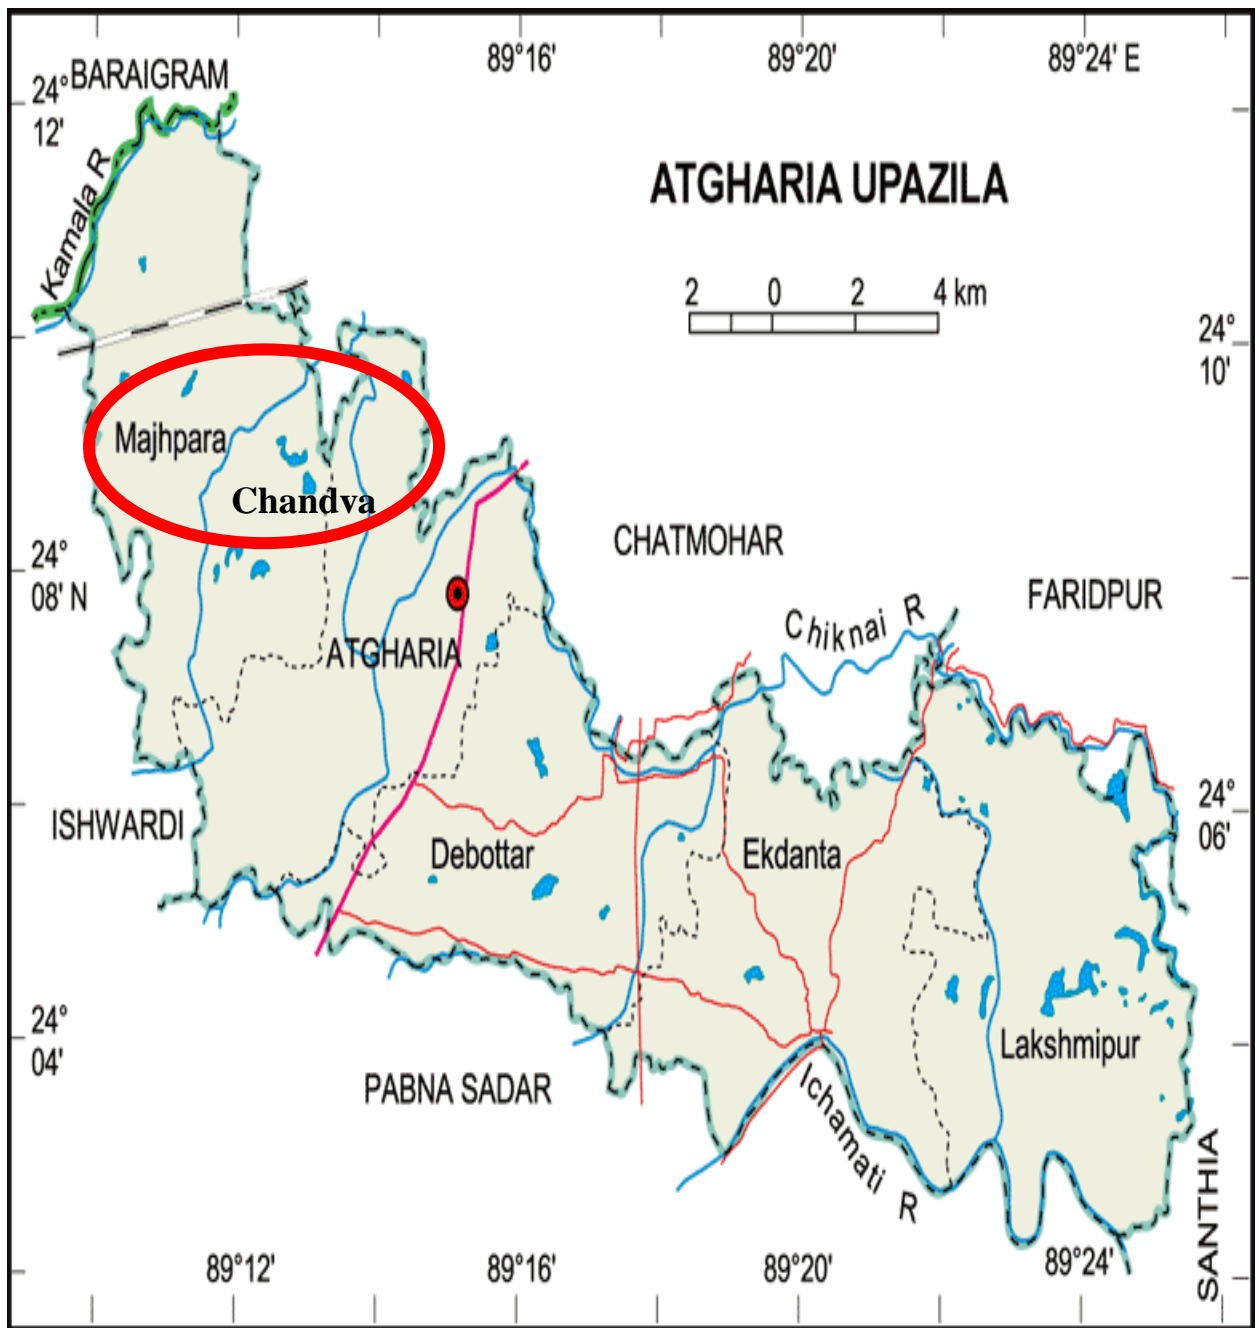 89°16'
89°20'
89°24' E
BARAIGRAM
24°
12'
Kamala R
ATGHARIA UPAZILA
2 0 2 4 km
24°
10'
Majhpara
Chandva
CHATMOHAR
24°
08' N
FARIDPUR
Chiknai R
ATGHARIA
ISHWARDI
24°
06'
Debottar
Ekdanta
24°
04'
Lakshmipur
PABNA SADAR
Ichamati R
SANTHIA
89°12'
89°16'
89°20'
89°24'